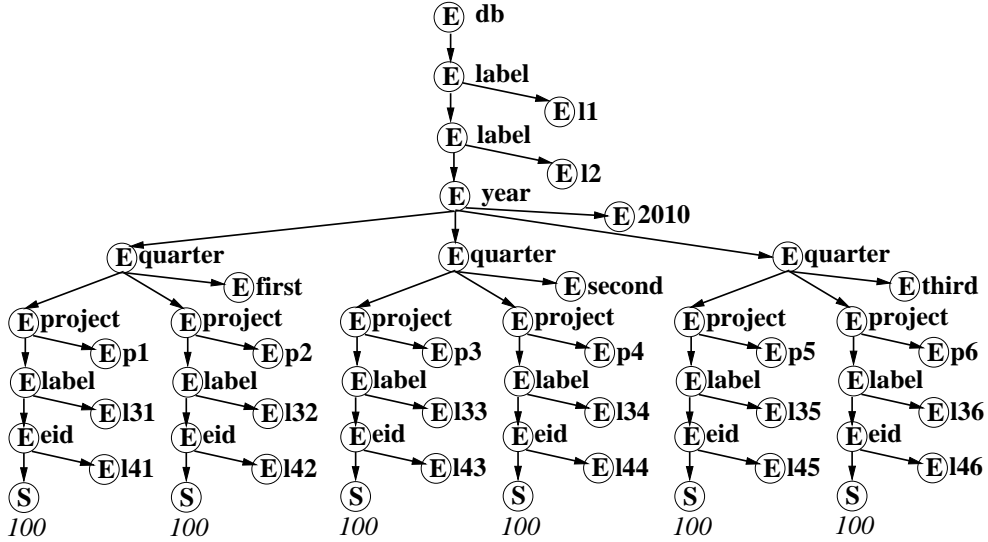 E db
E label
E l1
E label
E l2
E year
E 2010
E quarter E quarter E quarter
E first E second E third
E project E project E project E project E project E project
E p1 E p2 E p3 E p4 E p5 E p6
E label E label E label E label E label E label
E l31 E l32 E l33 E l34 E l35 E l36
E eid E eid E eid E eid E eid E eid
E l41 E l42 E l43 E l44 E l45 E l46
S S S S S S
100 100 100 100 100 100